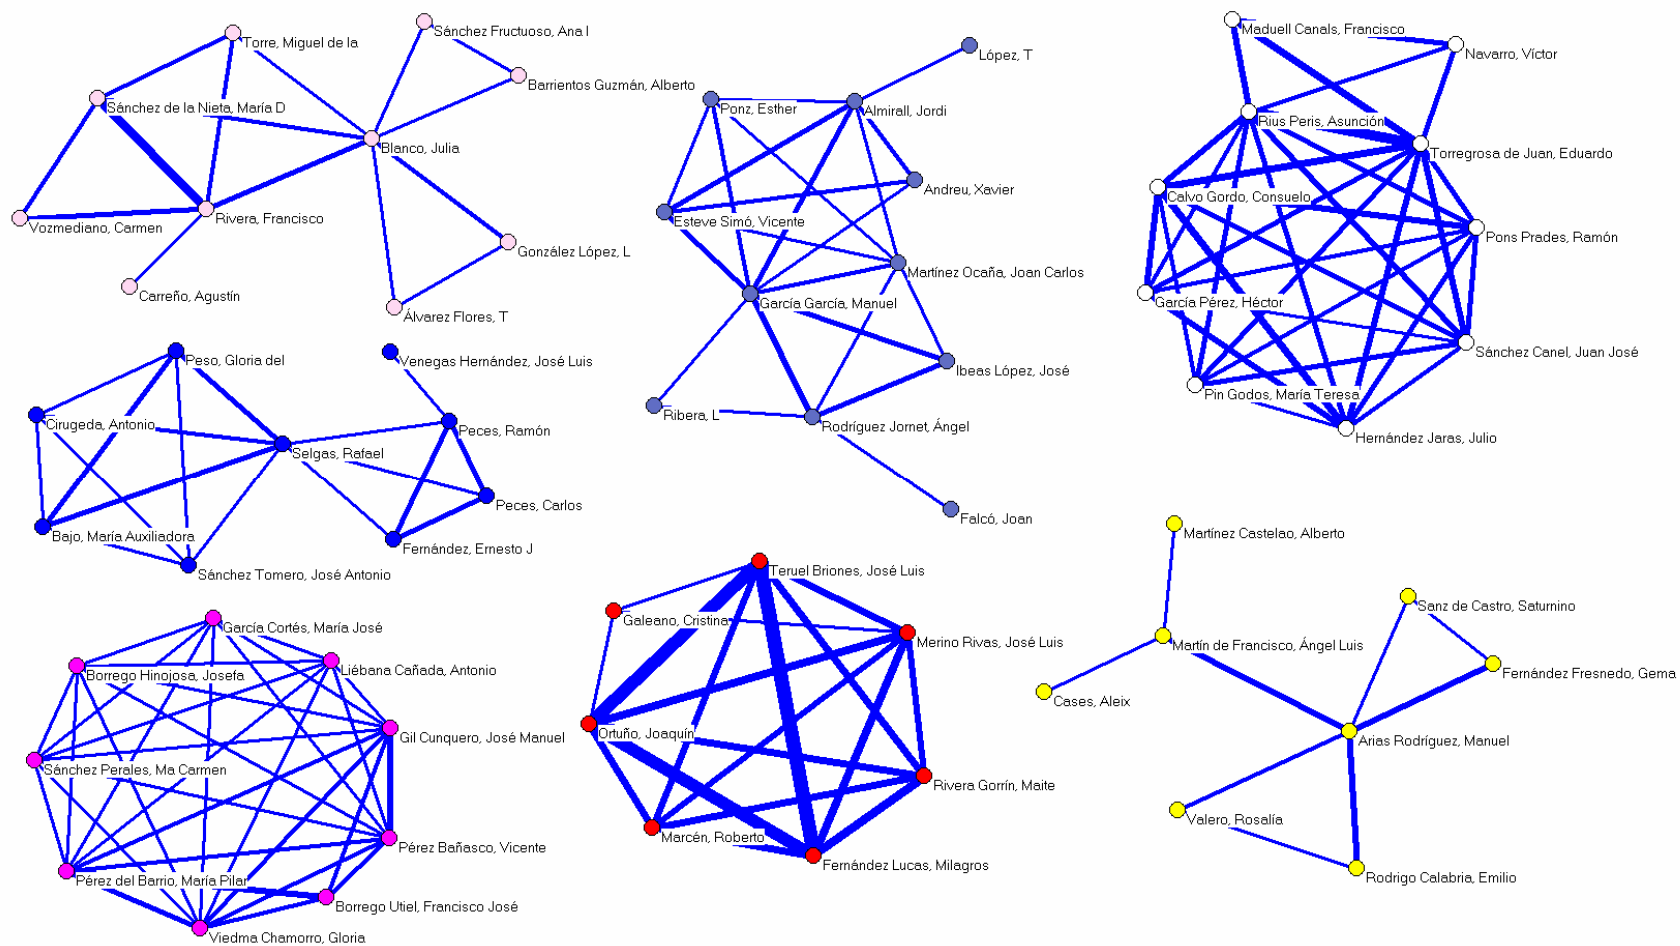 Torre, Miguel de la
Sánchez Fructuoso, Ana I
Barrientos Guzmán, Alberto
Sánchez de la Nieta, María D
Blanco, Julia
Rivera, Francisco
Vozmediano, Carmen
González López, L
Carreño, Agustín
Álvarez Flores, T
López, T
Ponz, Esther
Almirall, Jordi
Andreu, Xavier
Esteve Simó, Vicente
Martínez Ocaña, Joan Carlos
García García, Manuel
Ibeas López, José
Ribera, L
Rodríguez Jornet, Ángel
Falcó, Joan
Maduell Canals, Francisco
Navarro, Víctor
Rius Peris, Asunción
Torregrosa de Juan, Eduardo
Calvo Gordo, Consuelo
Pons Prades, Ramón
García Pérez, Héctor
Sánchez Canel, Juan José
Pin Godos, María Teresa
Hernández Jaras, Julio
Peso, Gloria del
Venegas Hernández, José Luis
Cirugeda, Antonio
Peces, Ramón
Selgas, Rafael
Peces, Carlos
Bajo, María Auxiliadora
Fernández, Ernesto J
Sánchez Tomero, José Antonio
García Cortés, María José
Borrego Hinojosa, Josefa
Liébana Cañada, Antonio
Gil Cunquero, José Manuel
Sánchez Perales, Ma Carmen
Pérez Bañasco, Vicente
Pérez del Barrio, María Pilar
Borrego Utiel, Francisco José
Viedma Chamorro, Gloria
Teruel Briones, José Luis
Galeano, Cristina
Merino Rivas, José Luis
Ortuño, Joaquín
Rivera Gorrín, Maite
Marcén, Roberto
Fernández Lucas, Milagros
Martínez Castelao, Alberto
Sanz de Castro, Saturnino
Martín de Francisco, Ángel Luis
Fernández Fresnedo, Gema
Cases, Aleix
Arias Rodríguez, Manuel
Valero, Rosalía
Rodrigo Calabria, Emilio